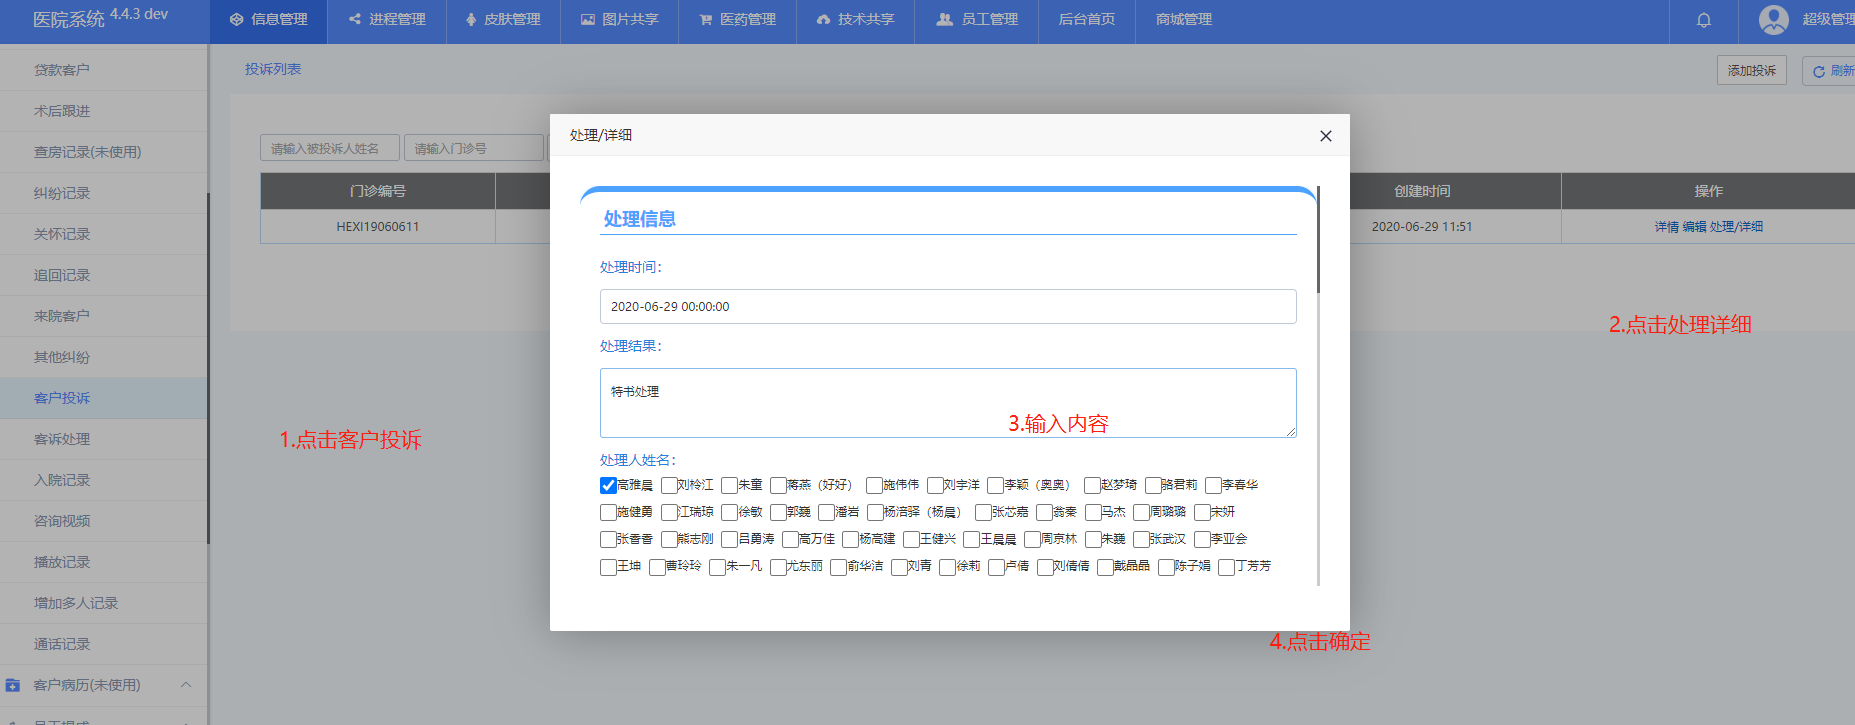 医院系统 4.4.3 dev
信息管理
进程管理
皮肤管理
图片共享
医药管理
技术共享
员工管理
后台首页
商城管理
超级管理
贷款客户
术后跟进
查房记录(未使用)
纠纷记录
关怀记录
追回记录
来院客户
其他纠纷
客户投诉
客诉处理
入院记录
咨询视频
播放记录
增加多人记录
通话记录
客户病历(未使用)
投诉列表
添加投诉
刷新
请输入被投诉人姓名
请输入门诊号
门诊编号
创建时间
操作
HEXI19060611
2020-06-29 11:51
详情 编辑 处理/详细
处理/详细
处理信息
处理时间：
2020-06-29 00:00:00
处理结果：
特书处理
处理人姓名：
高雅晨 刘柃江 朱童 蒋燕（好好） 施伟伟 刘宇洋 李颖（奥奥） 赵梦琦 骆君莉 李春华
施健勇 江瑞琼 徐敏 郭巍 潘岩 杨涪驿（杨晨） 张芯嘉 翁秦 马杰 周璐璐 宋妍
张香香 熊志刚 吕勇涛 高万佳 杨高建 王健兴 王晨晨 周京林 朱巍 张武汉 李亚会
王坤 曹玲玲 朱一凡 尤东丽 俞华洁 刘青 徐莉 卢倩 刘倩倩 戴晶晶 陈子娟 丁芳芳
1.点击客户投诉
2.点击处理详细
3.输入内容
4.点击确定